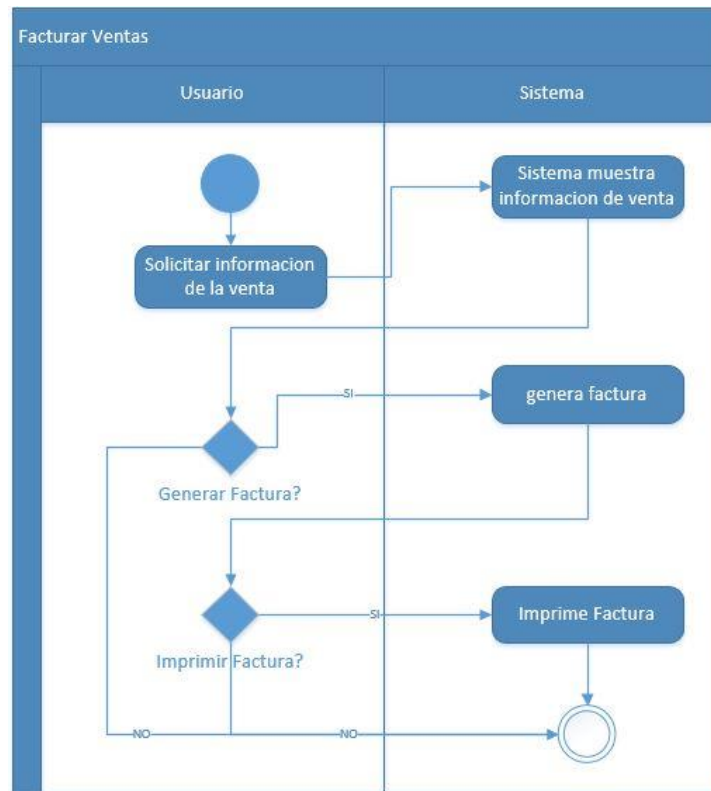 Facturar Ventas
Usuario
Sistema
Sistema muestra
informacion de venta
Solicitar informacion
de la venta
SI
genera factura
Generar Factura?
SI
Imprime Factura
Imprimir Factura?
NO
NO